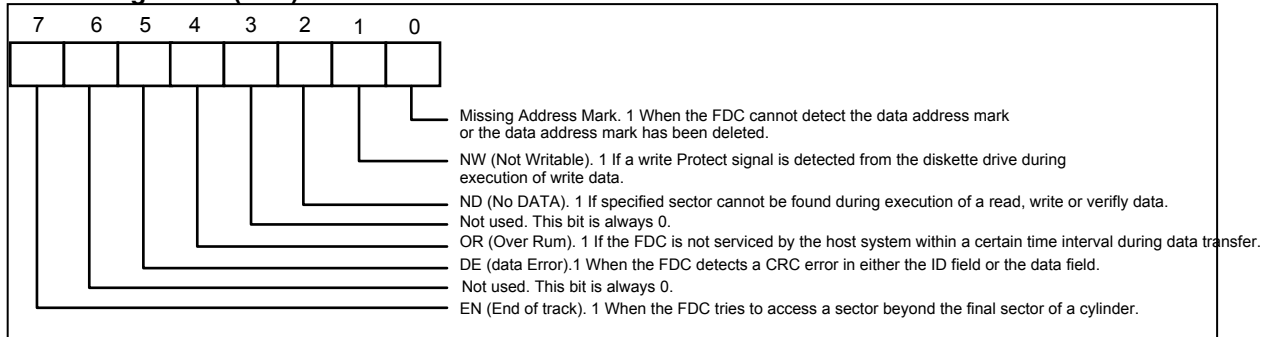 7 6 5 4 3 2 1 0
Missing Address Mark. 1 When the FDC cannot detect the data address mark
or the data address mark has been deleted.
NW (Not Writable). 1 If a write Protect signal is detected from the diskette drive during
execution of write data.
ND (No DATA). 1 If specified sector cannot be found during execution of a read, write or verifly data.
Not used. This bit is always 0.
OR (Over Rum). 1 If the FDC is not serviced by the host system within a certain time interval during data transfer.
DE (data Error).1 When the FDC detects a CRC error in either the ID field or the data field.
Not used. This bit is always 0.
EN (End of track). 1 When the FDC tries to access a sector beyond the final sector of a cylinder.